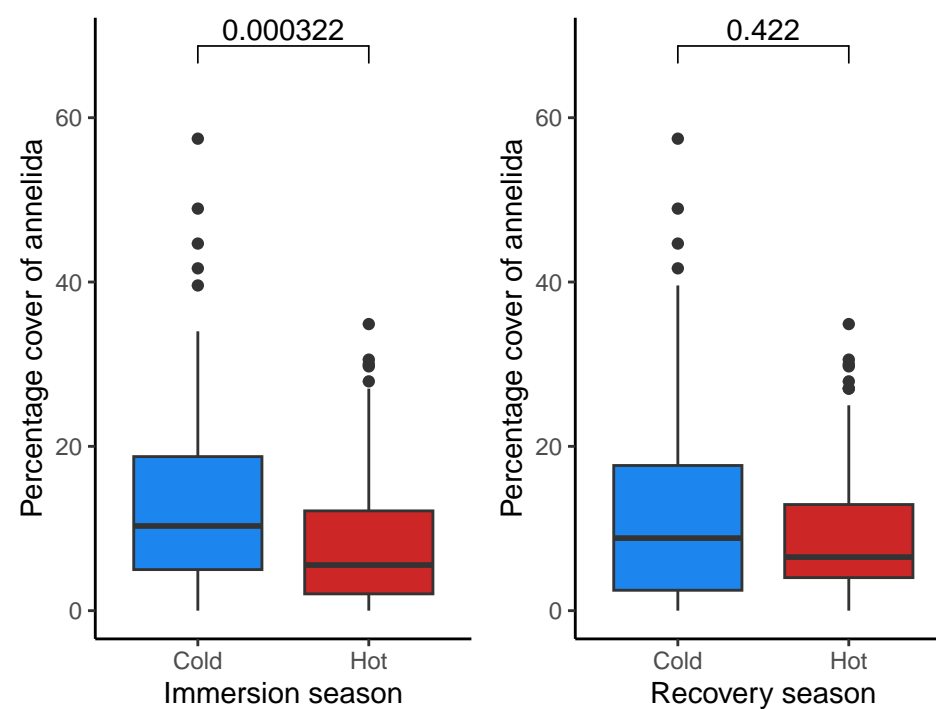 0.000322
Percentage cover of annelida
60
40
20
0
Cold Hot
Immersion season
0.422
Percentage cover of annelida
60
40
20
0
Cold Hot
Recovery season